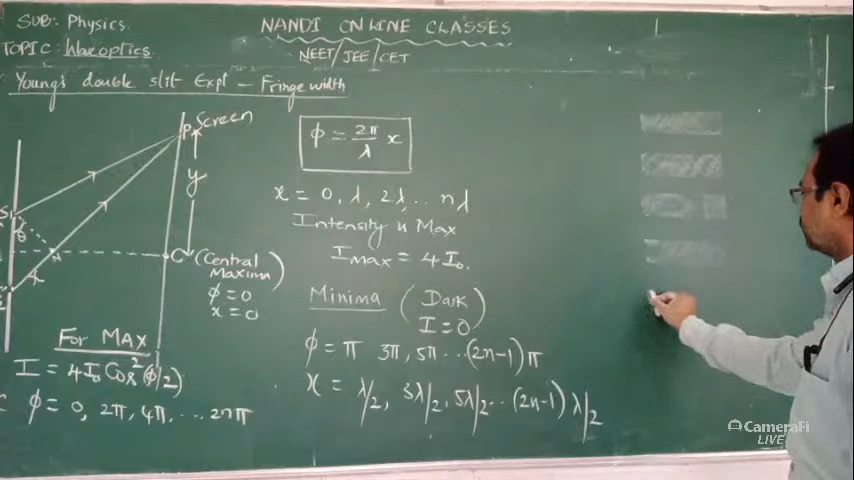 SUB: Physics.
NANDI ONLINE CLASSES
TOPIC: Waveoptics
NEET/JEE/CET
Young's double slit Expt – Fringe width
P Screen
y
S
θ
N
x
C (Central Maxima)
ϕ = 0
x = 0
For MAX
I = 4I₀ Cos²(ϕ/2)
ϕ = 0, 2π, 4π, ... 2nπ
ϕ = 2π/λ x
x = 0, λ, 2λ, .. nλ
Intensity is Max
I max = 4I₀.
Minima (Dark I = 0)
ϕ = π 3π, 5π ... (2n-1)π
x = λ/2, 3λ/2, 5λ/2 .. (2n-1) λ/2
CameraFi
LIVE